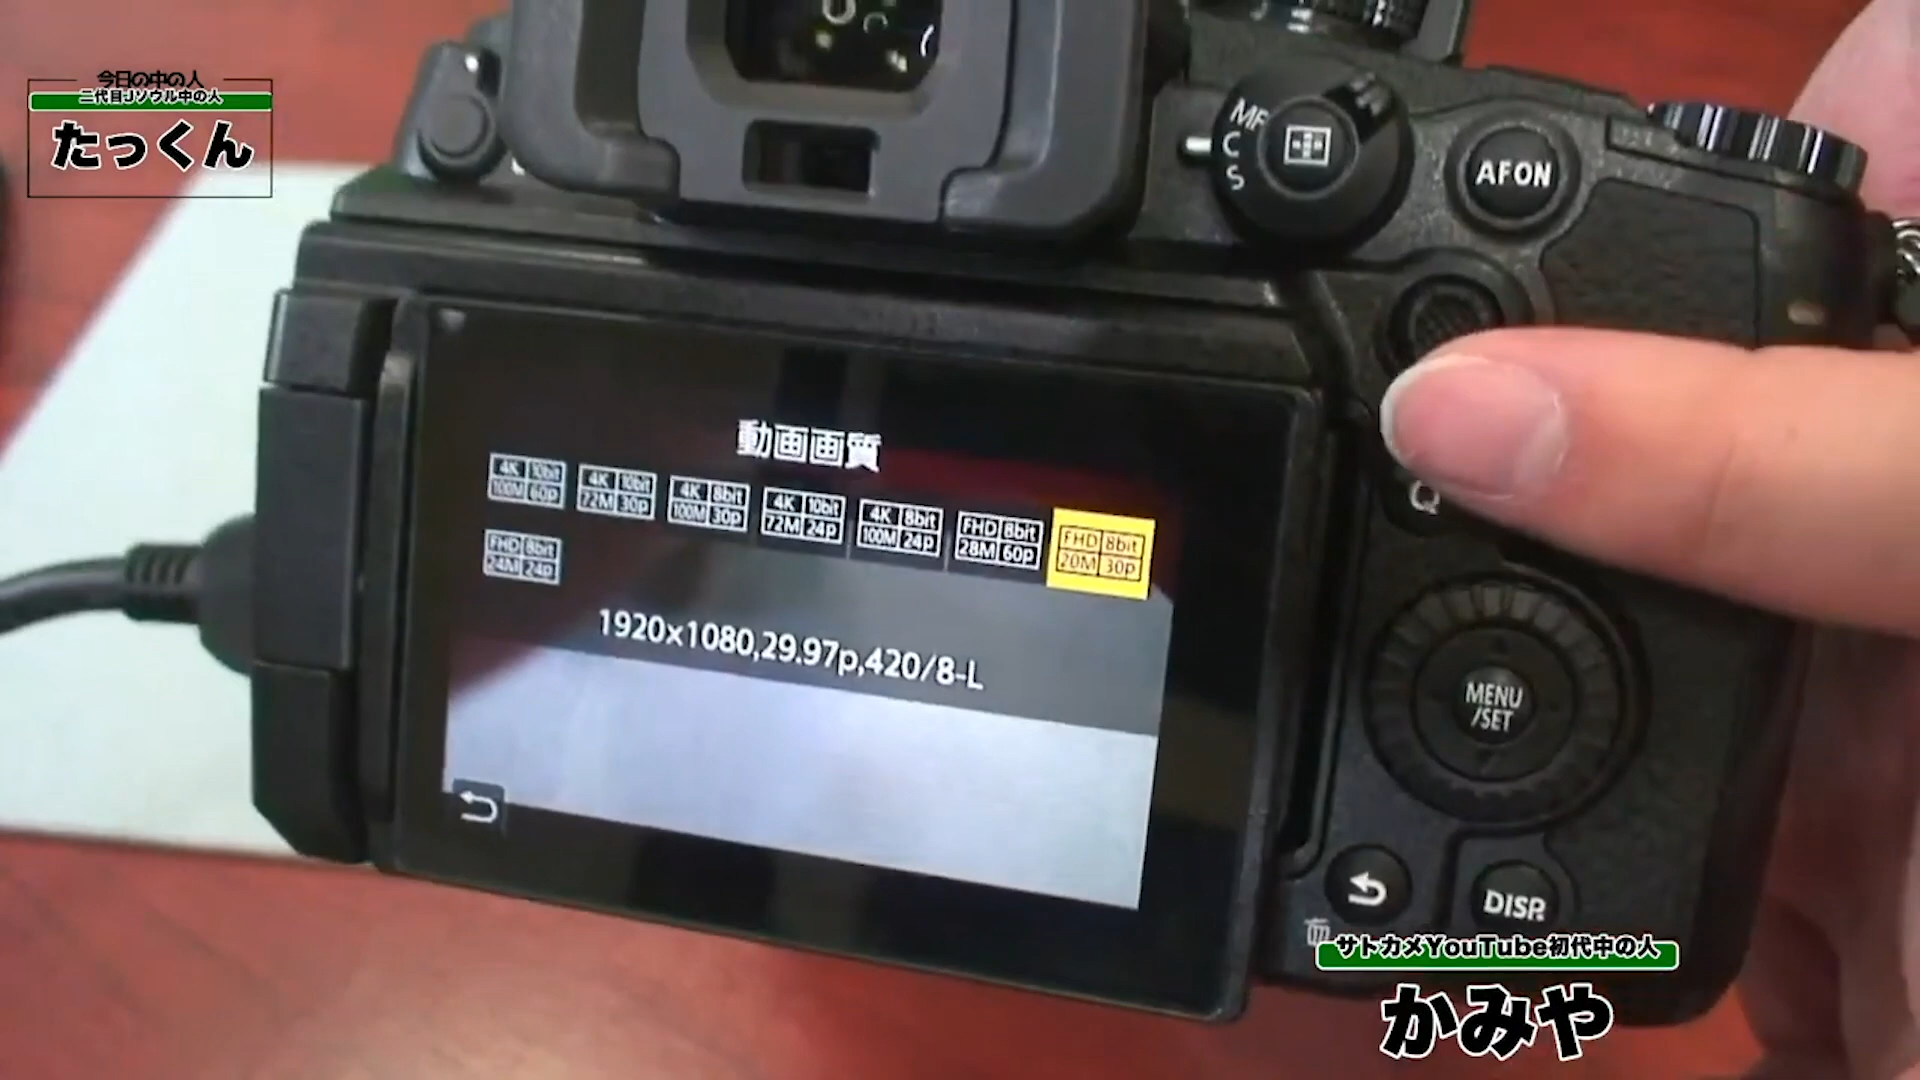 今日の中の人
二代目Jソウル中の人
たっくん
MF
C
S
AF ON
動画画質
4K 10bit 100M 60p
4K 10bit 72M 30p
4K 8bit 100M 30p
4K 10bit 72M 24p
4K 8bit 100M 24p
FHD 8bit 28M 60p
FHD 8bit 20M 30p
FHD 8bit 24M 24p
1920x1080,29.97p,420/8-L
Q
MENU
/SET
DISP.
サトカメYouTube初代中の人
かみや